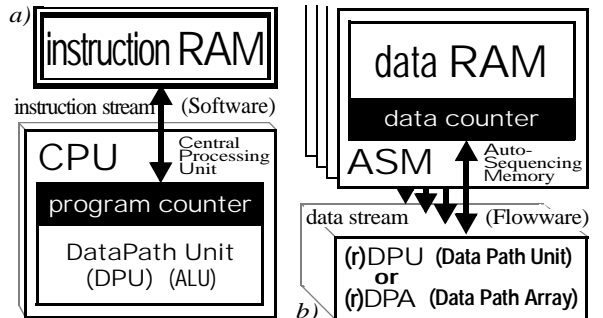 a)
instruction RAM
instruction stream (Software)
CPU
Central
Processing
Unit
program counter
DataPath Unit
(DPU) (ALU)
data RAM
data counter
ASM
Auto-
Sequencing
Memory
data stream (Flowware)
(r)DPU (Data Path Unit)
or
(r)DPA (Data Path Array)
b)